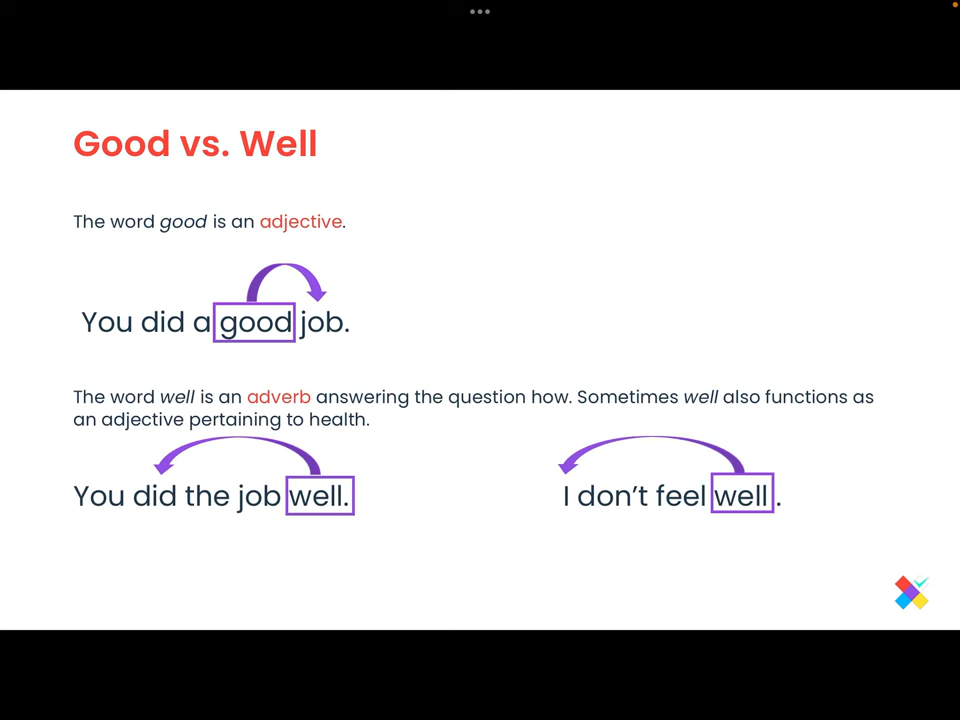 Good vs. Well
The word good is an adjective.
You did a good job.
The word well is an adverb answering the question how. Sometimes well also functions as
an adjective pertaining to health.
You did the job well.
I don't feel well .